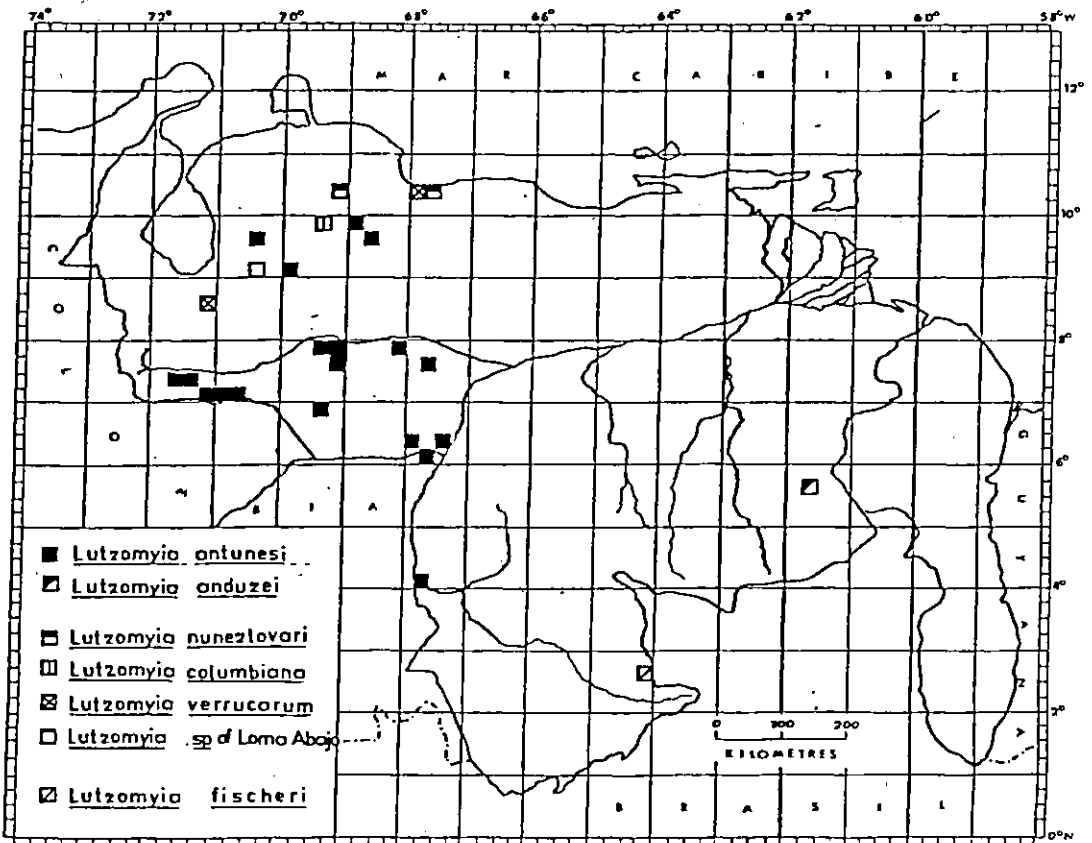 74° 72° 70° 68° 66° 64° 62° 60° 58°W
M A R C A R I B E
12°
10°
8°
6°
4°
2°
0°N
C O L O
B I A
G U Y A N A
B R A S I L
Lutzomyia antunesi
Lutzomyia anduzei
Lutzomyia nuneztovari
Lutzomyia columbiana
Lutzomyia verrucarum
Lutzomyia sp d Loma Abajo
Lutzomyia fischeri
0 100 200
KILOMETRES